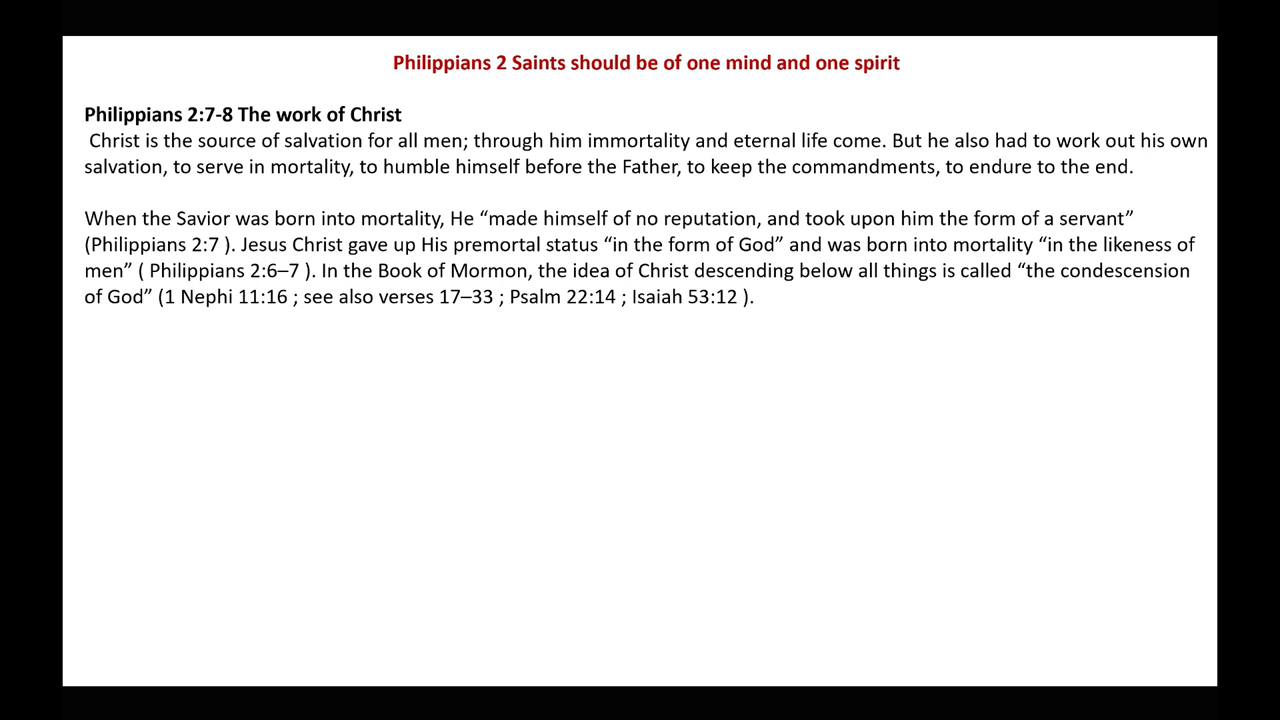 Philippians 2 Saints should be of one mind and one spirit
Philippians 2:7-8 The work of Christ
Christ is the source of salvation for all men; through him immortality and eternal life come. But he also had to work out his own
salvation, to serve in mortality, to humble himself before the Father, to keep the commandments, to endure to the end.
When the Savior was born into mortality, He “made himself of no reputation, and took upon him the form of a servant”
(Philippians 2:7 ). Jesus Christ gave up His premortal status “in the form of God” and was born into mortality “in the likeness of
men” ( Philippians 2:6–7 ). In the Book of Mormon, the idea of Christ descending below all things is called “the condescension
of God” (1 Nephi 11:16 ; see also verses 17–33 ; Psalm 22:14 ; Isaiah 53:12 ).